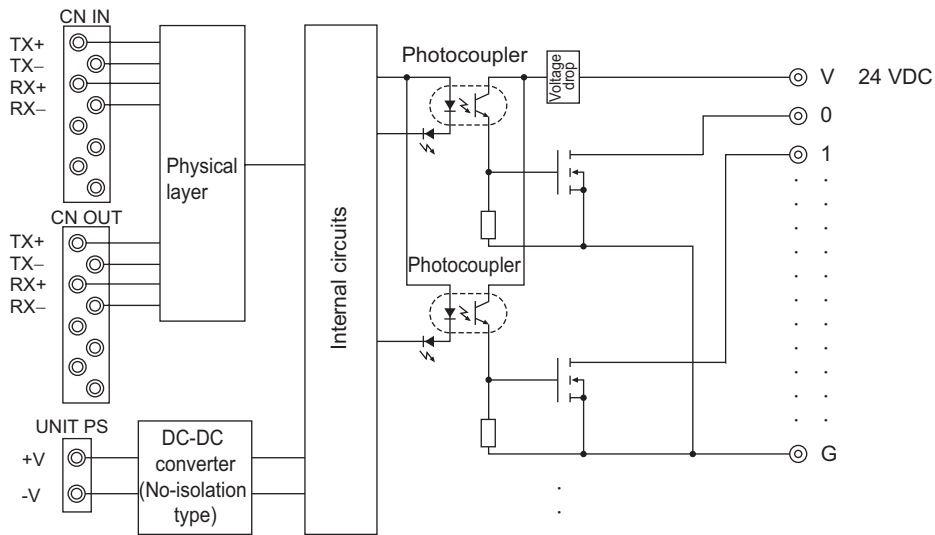 CN IN
TX+
TX−
RX+
RX−
Physical
layer
CN OUT
TX+
TX−
RX+
RX−
UNIT PS
+V
-V
DC-DC
converter
(No-isolation
type)
Internal circuits
Photocoupler
Voltage
drop
Photocoupler
V 24 VDC
0
1
G